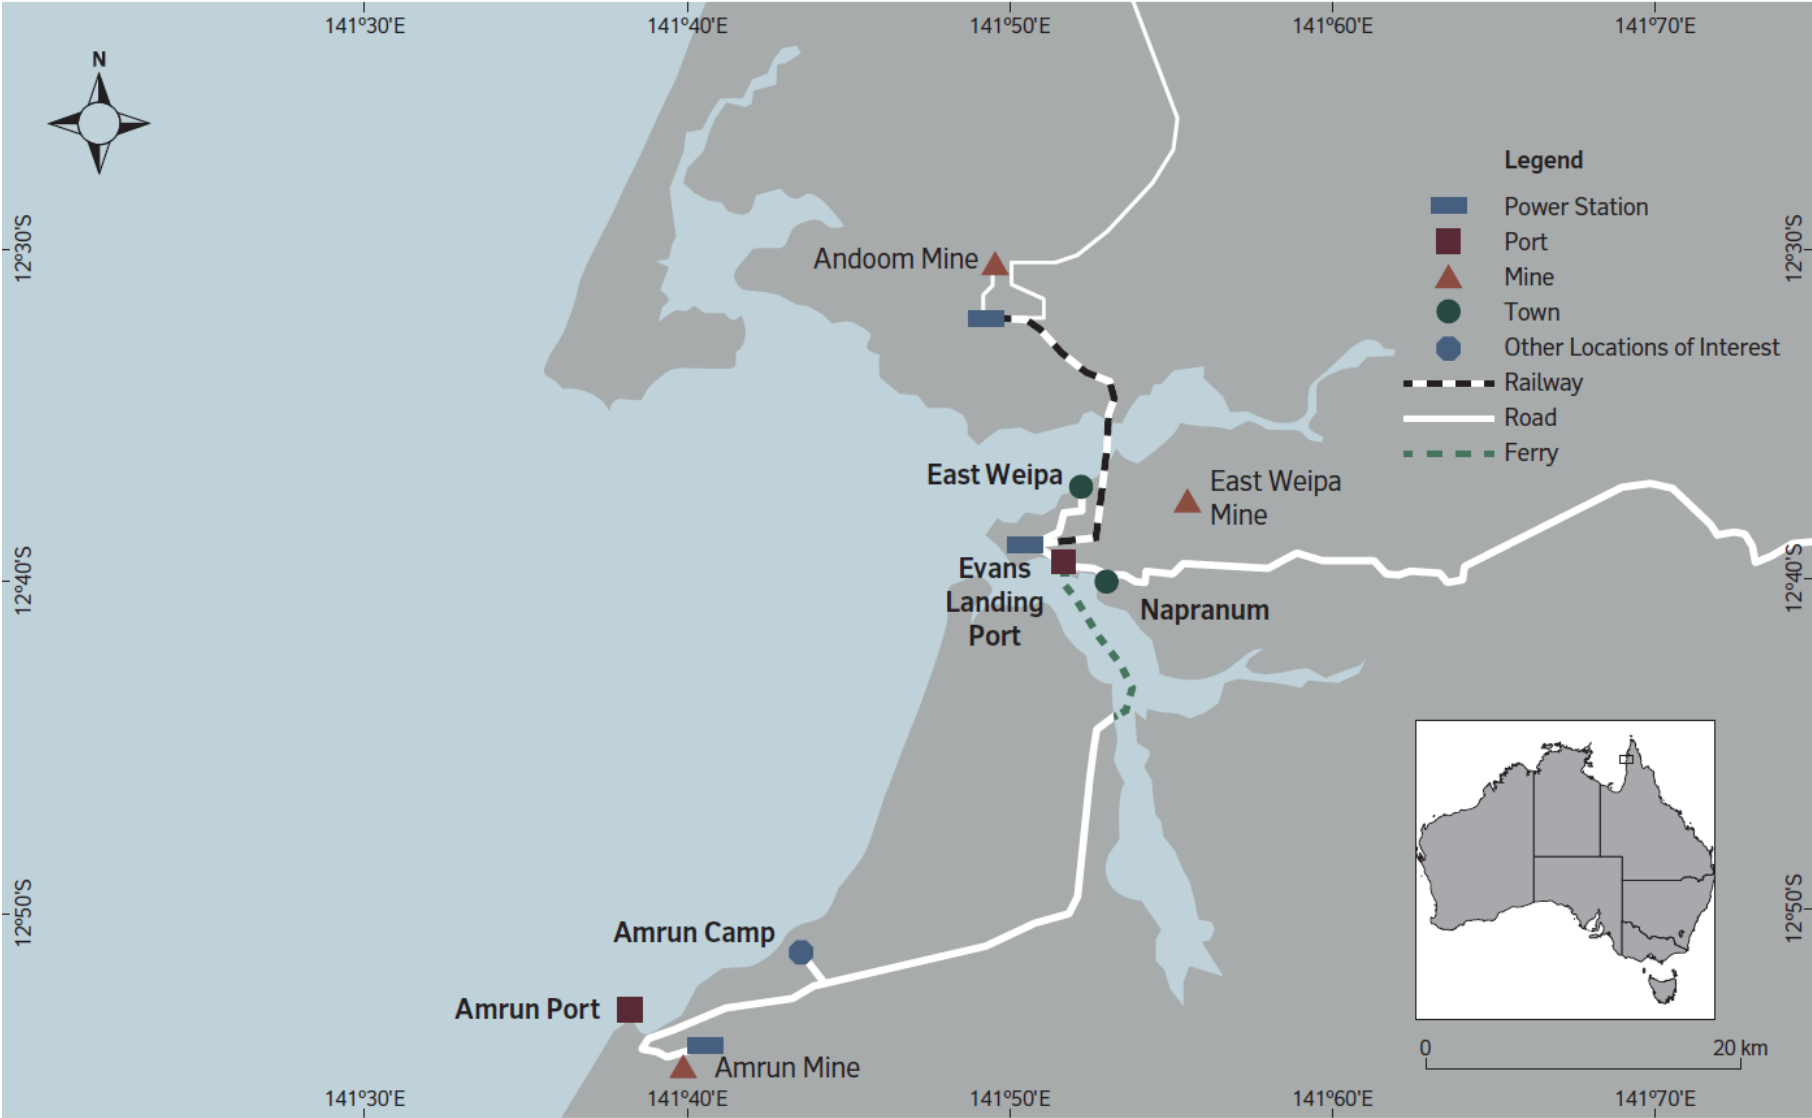 141°30'E 141°40'E 141°50'E 141°60'E 141°70'E
N
Legend
Power Station
Port
Mine
Town
Other Locations of Interest
Railway
Road
Ferry
12°30'S
12°30'S
Andoom Mine
East Weipa
East Weipa
Mine
12°40'S
12°40'S
Evans
Landing
Port
Napranum
12°50'S
12°50'S
Amrun Camp
Amrun Port
Amrun Mine
0 20 km
141°30'E 141°40'E 141°50'E 141°60'E 141°70'E